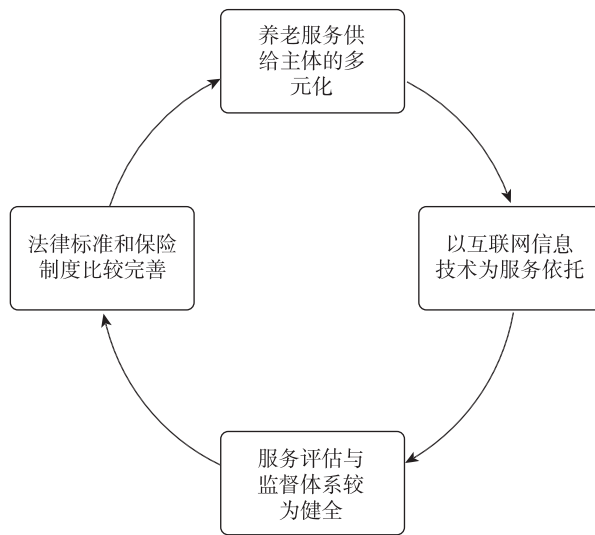 养老服务供
给主体的多
元化
法律标准和保险
制度比较完善
以互联网信息
技术为服务依托
服务评估与
监督体系较
为健全